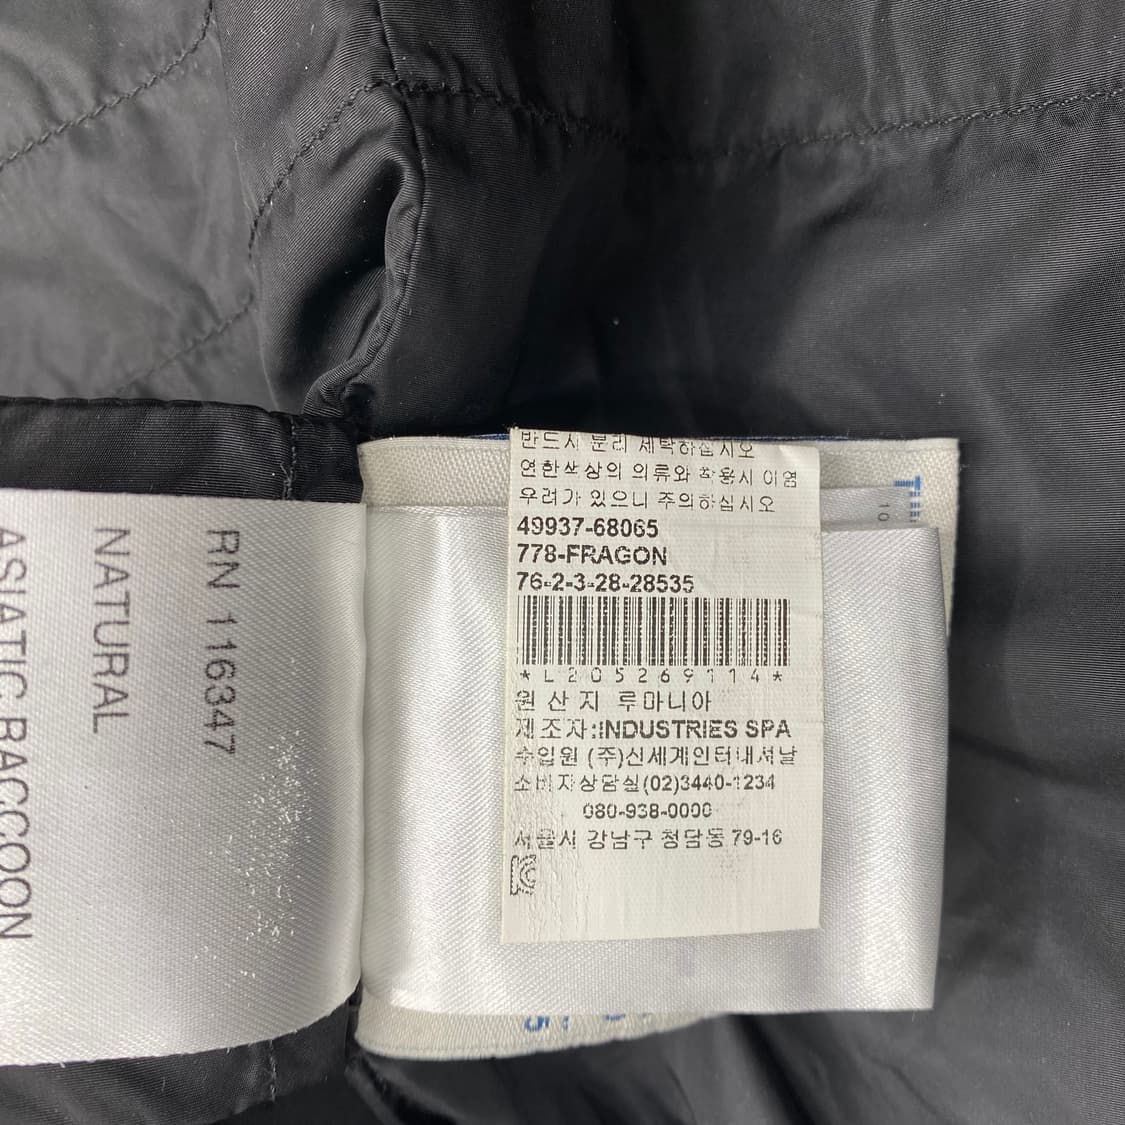 RN 116347
NATURAL
ASIATIC RACCOON
반드시 분리 세탁하십시오
연한색상의 의류와 착용시 이염
우려가 있으니 주의하십시오
49937-68065
778-FRAGON
76-2-3-28-28535
*L205269114*
원산지 루마니아
제조자:INDUSTRIES SPA
수입원 (주)신세계인터내셔날
소비자상담실(02)3440-1234
080-938-0000
서울시 강남구 청담동 79-16
10